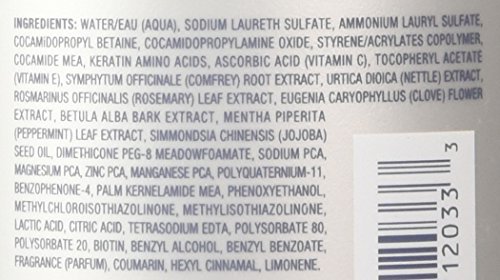 INGREDIENTS: WATER/EAU (AQUA), SODIUM LAURETH SULFATE, AMMONIUM LAURYL SULFATE,
COCAMIDOPROPYL BETAINE, COCAMIDOPROPYLAMINE OXIDE, STYRENE/ACRYLATES COPOLYMER,
COCAMIDE MEA, KERATIN AMINO ACIDS, ASCORBIC ACID (VITAMIN C), TOCOPHERYL ACETATE
(VITAMIN E), SYMPHYTUM OFFICINALE (COMFREY) ROOT EXTRACT, URTICA DIOICA (NETTLE) EXTRACT,
ROSMARINUS OFFICINALIS (ROSEMARY) LEAF EXTRACT, EUGENIA CARYOPHYLLUS (CLOVE) FLOWER
EXTRACT, BETULA ALBA BARK EXTRACT, MENTHA PIPERITA
(PEPPERMINT) LEAF EXTRACT, SIMMONDSIA CHINENSIS (JOJOBA)
SEED OIL, DIMETHICONE PEG-8 MEADOWFOAMATE, SODIUM PCA,
MAGNESIUM PCA, ZINC PCA, MANGANESE PCA, POLYQUATERNIUM-11,
BENZOPHENONE-4, PALM KERNELAMIDE MEA, PHENOXYETHANOL,
METHYLCHLOROISOTHIAZOLINONE, METHYLISOTHIAZOLINONE,
LACTIC ACID, CITRIC ACID, TETRASODIUM EDTA, POLYSORBATE 80,
POLYSORBATE 20, BIOTIN, BENZYL ALCOHOL, BENZYL BENZOATE,
FRAGRANCE (PARFUM), COUMARIN, HEXYL CINNAMAL, LIMONENE.
12033 3